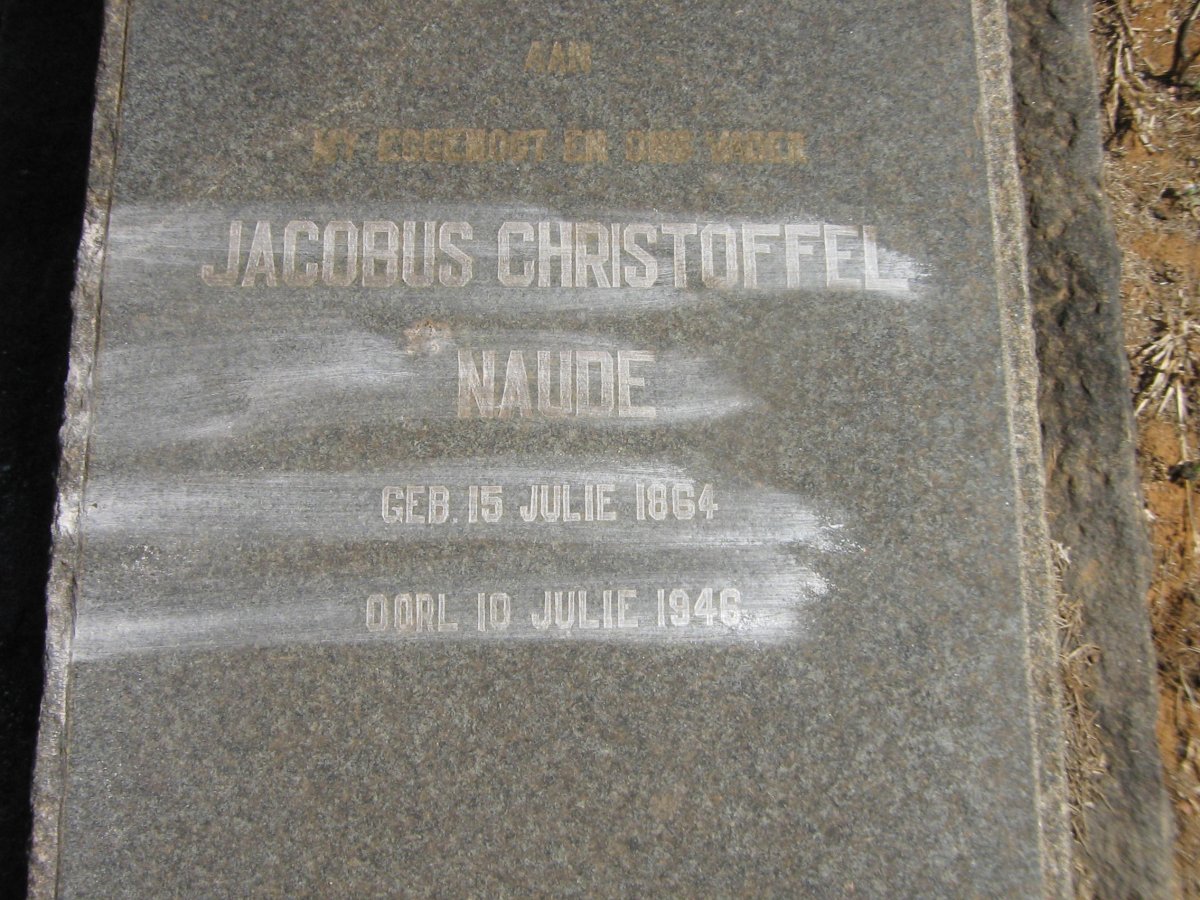 AAN
MY EGGENOOT EN ONS VADER
JACOBUS CHRISTOFFEL
NAUDE
GEB. 15 JULIE 1864
OORL 10 JULIE 1946